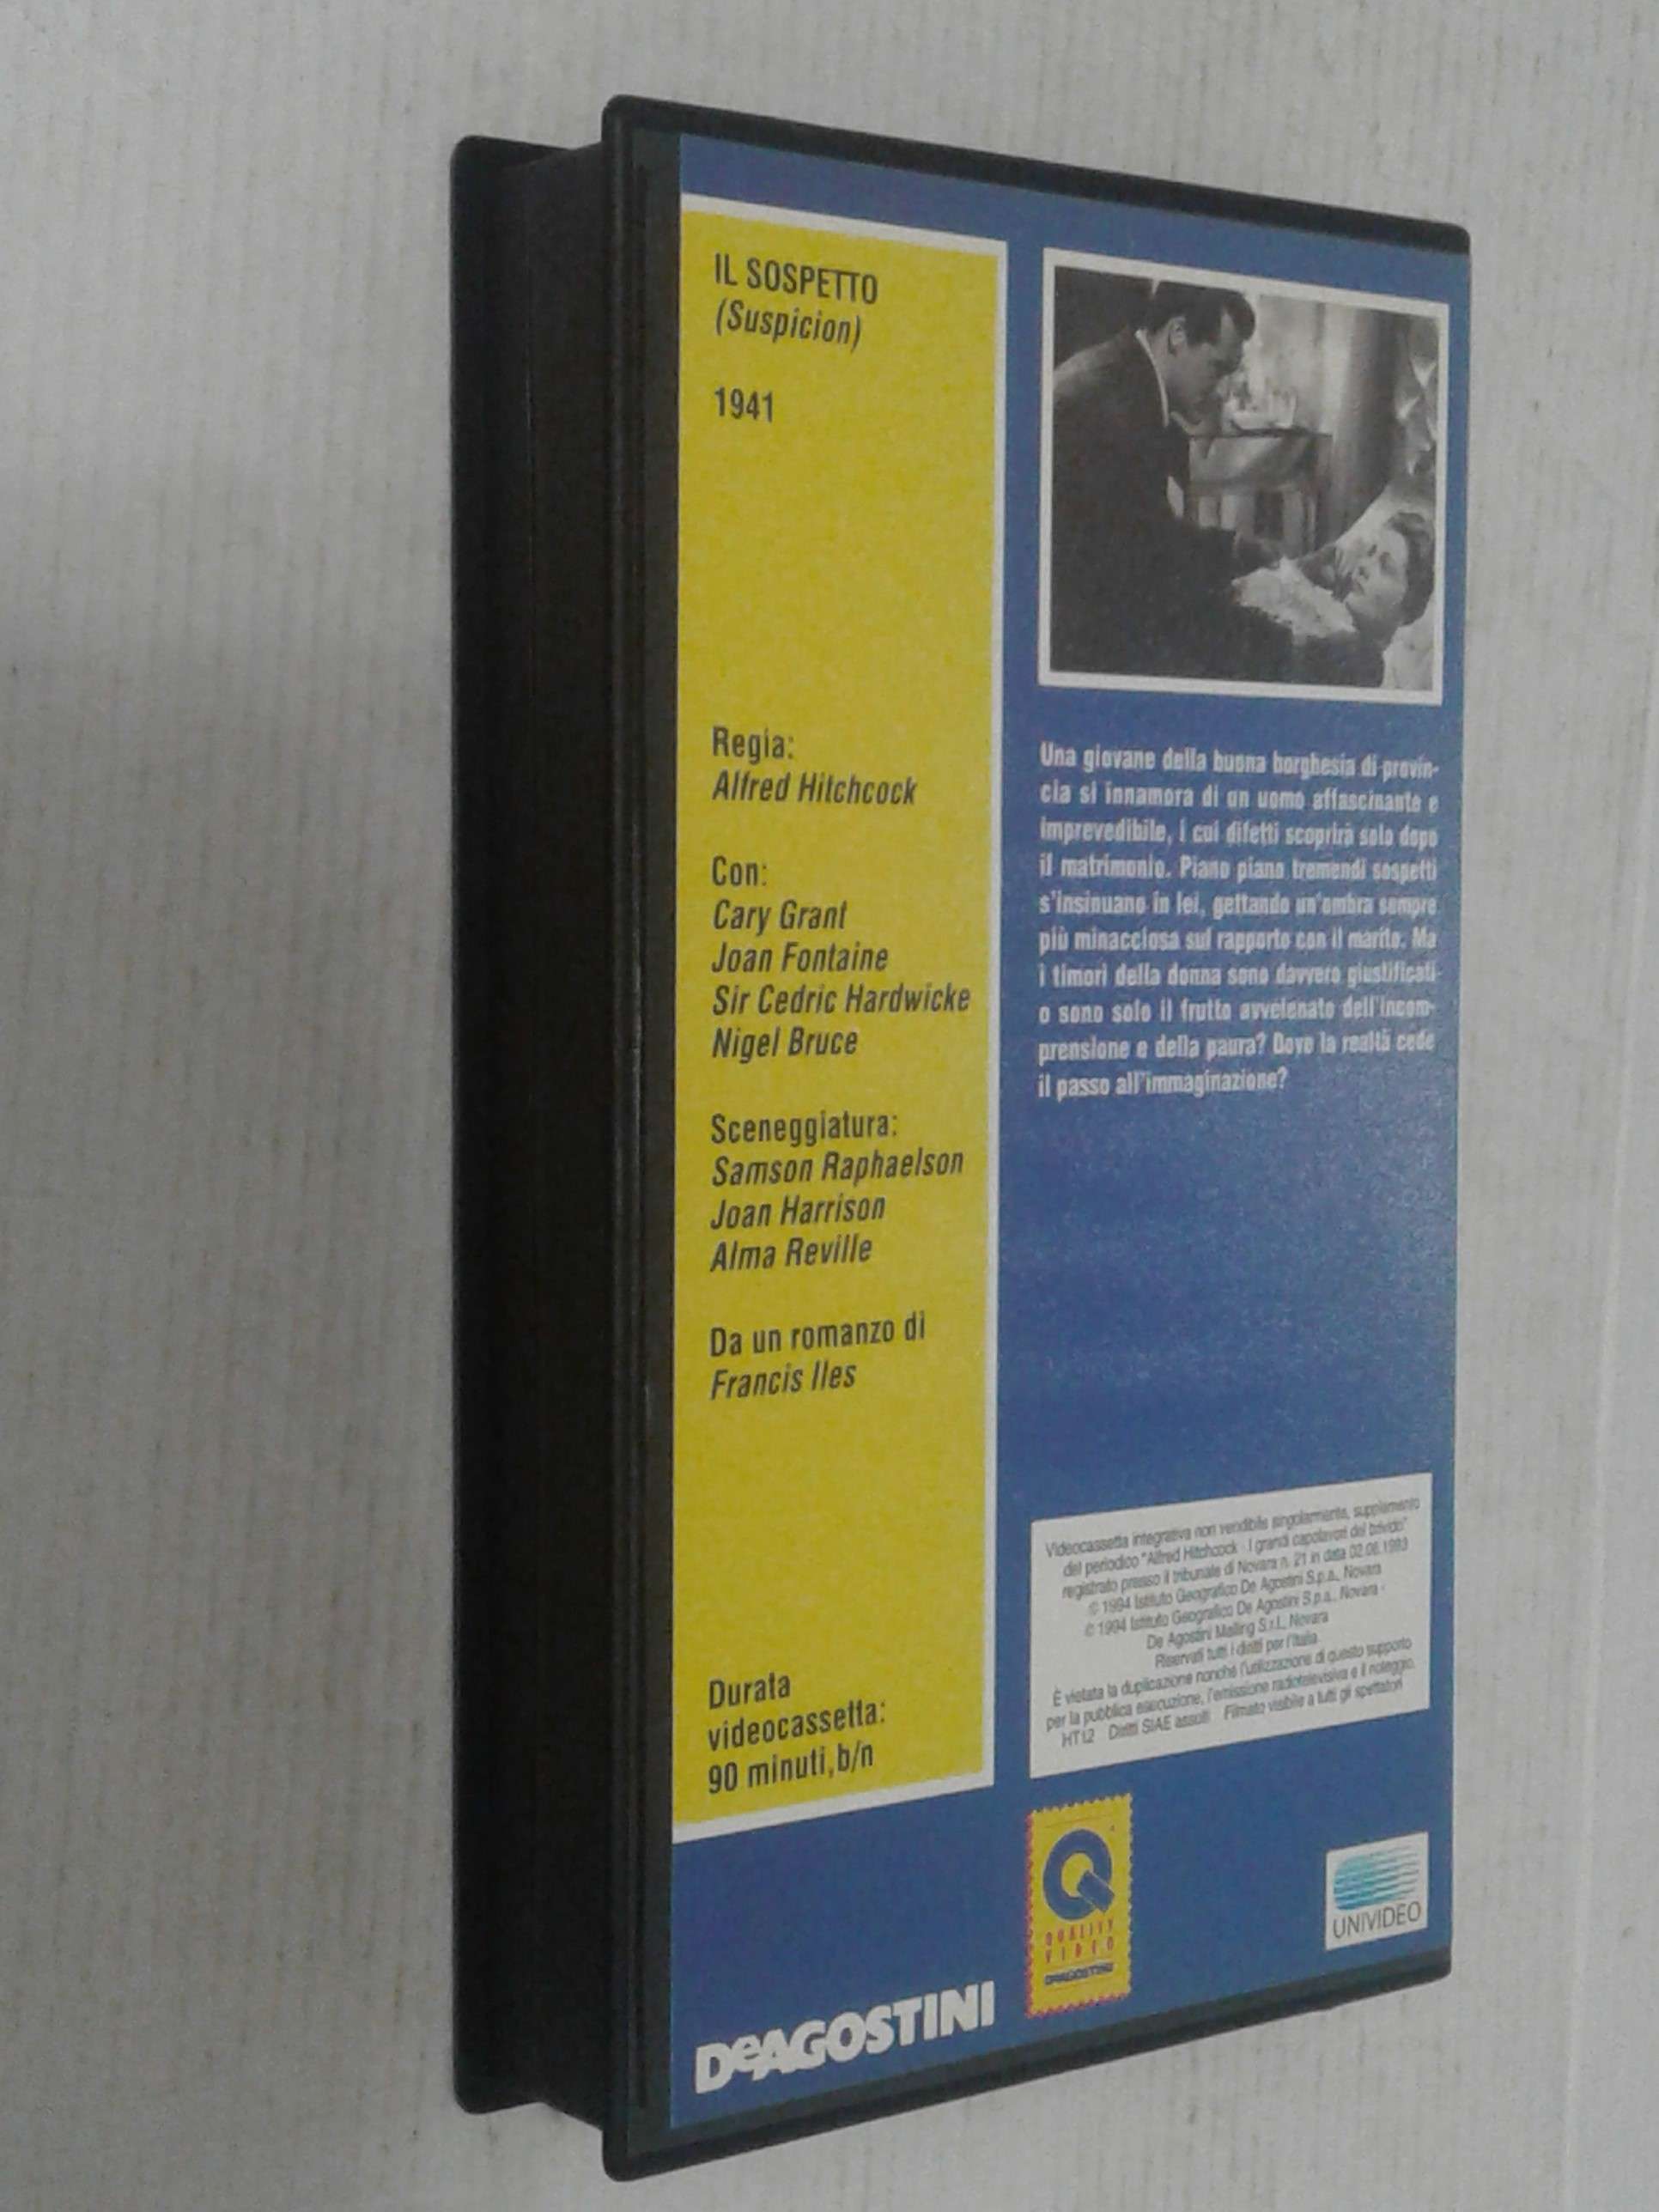 IL SOSPETTO
(Suspicion)
1941
Regia:
Alfred Hitchcock
Con:
Cary Grant
Joan Fontaine
Sir Cedric Hardwicke
Nigel Bruce
Sceneggiatura:
Samson Raphaelson
Joan Harrison
Alma Reville
Da un romanzo di
Francis Iles
Durata
videocassetta:
90 minuti, b/n
DeAGOSTINI
Una giovane della buona borghesia di provin-
cia si innamora di un uomo affascinante e
imprevedibile, i cui difetti scoprirà solo dopo
il matrimonio. Piano piano tremendi sospetti
s'insinuano in lei, gettando un'ombra sempre
più minacciosa sul rapporto con il marito. Ma
i timori della donna sono davvero giustificati
o sono solo il frutto avvelenato dell'incom-
prensione e della paura? Dove la realtà cede
il passo all'immaginazione?
Videocassetta integrativa non vendibile singolarmente, supplemento
del periodico "Alfred Hitchcock I grandi capolavori del brivido"
registrato presso il tribunale di Novara n. 21 in data 02.06.1993
© 1994 Istituto Geografico De Agostini S.p.a., Novara
© 1994 Istituto Geografico De Agostini S.p.a., Novara -
De Agostini Mailing S.r.l., Novara
Riservati tutti i diritti per l'Italia
È vietata la duplicazione nonché l'utilizzazione di questo supporto
per la pubblica esecuzione, l'emissione radiotelevisiva e il noleggio.
HT12 Diritti SIAE assolti Filmato visibile a tutti gli spettatori
Q
QUALITY
VIDEO
DeAGOSTINI
UNIVIDEO